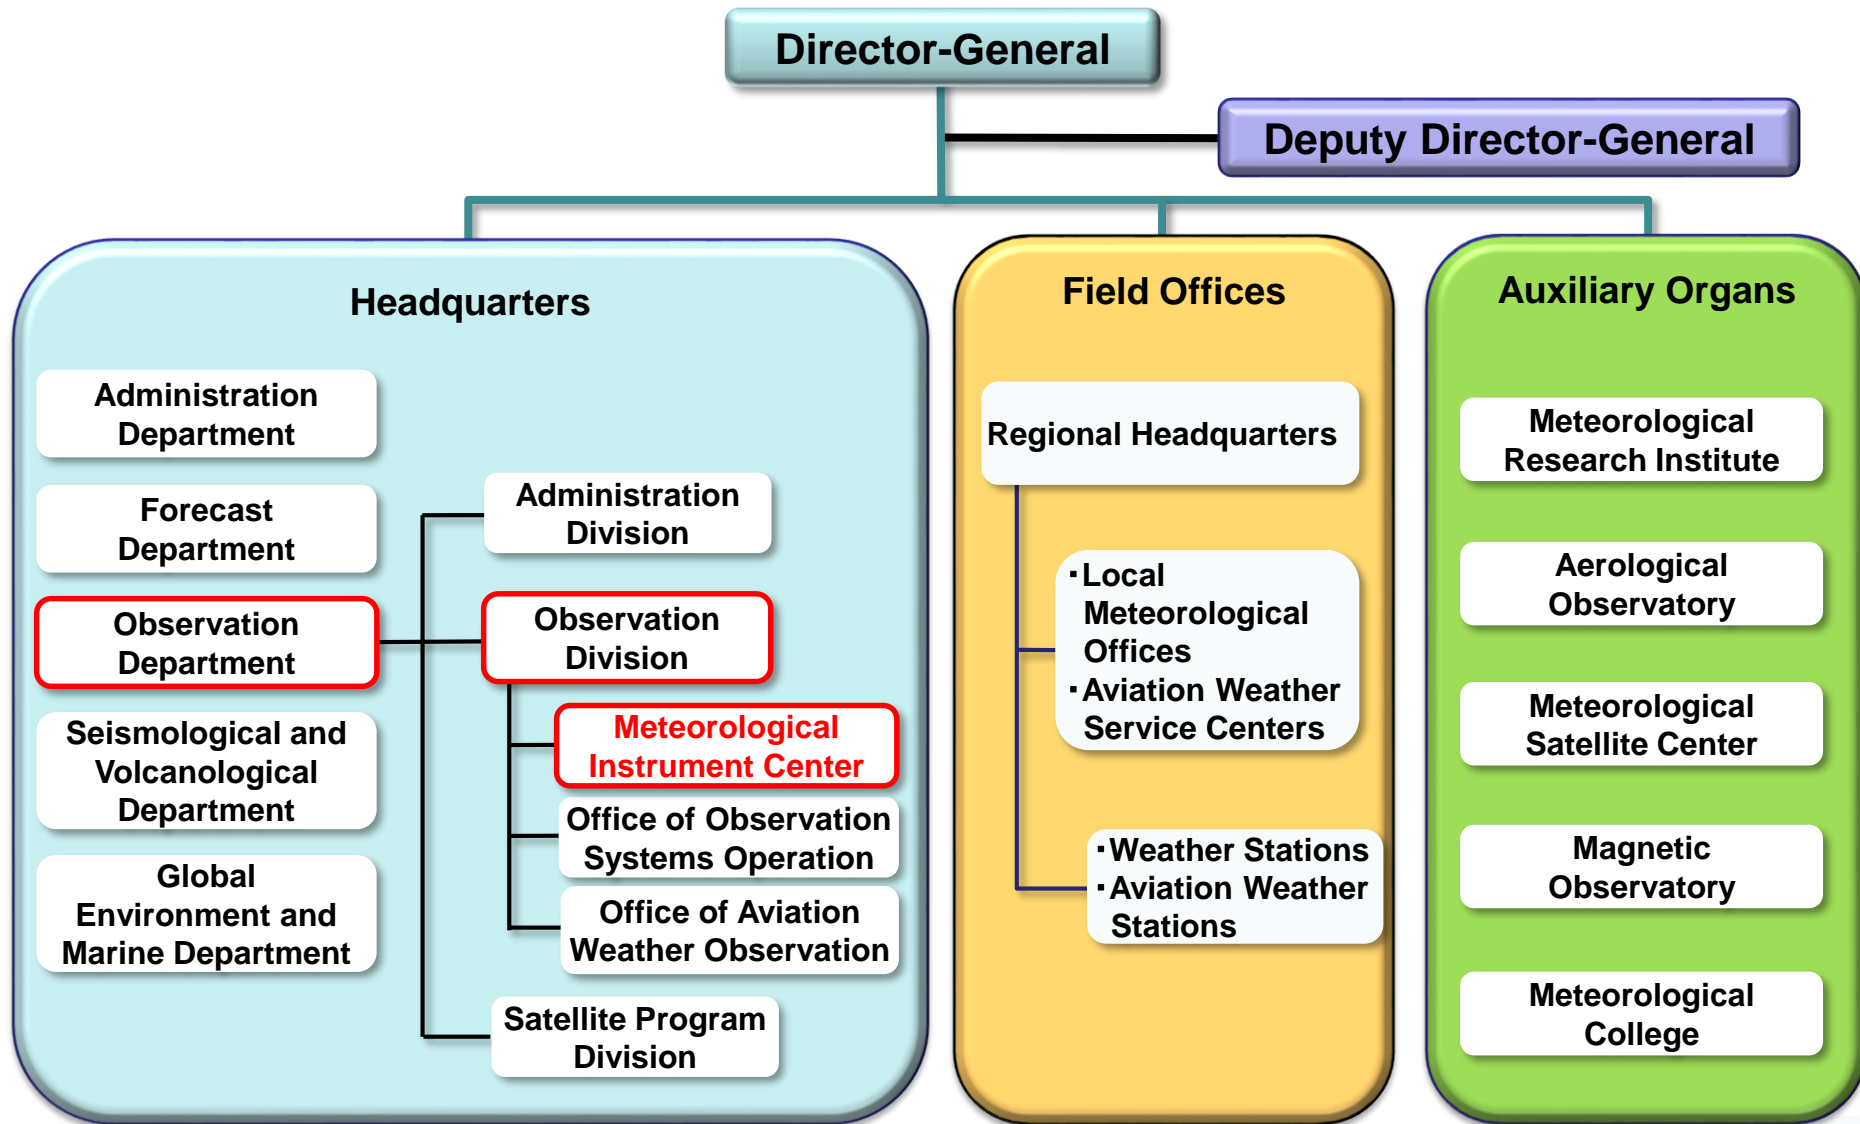 Director-General
Deputy Director-General
Headquarters
Administration
Department
Forecast
Department
Observation
Department
Seismological and
Volcanological
Department
Global
Environment and
Marine Department
Administration
Division
Observation
Division
Meteorological
Instrument Center
Office of Observation
Systems Operation
Office of Aviation
Weather Observation
Satellite Program
Division
Field Offices
Regional Headquarters
・Local
Meteorological
Offices
・Aviation Weather
Service Centers
・Weather Stations
・Aviation Weather
Stations
Auxiliary Organs
Meteorological
Research Institute
Aerological
Observatory
Meteorological
Satellite Center
Magnetic
Observatory
Meteorological
College